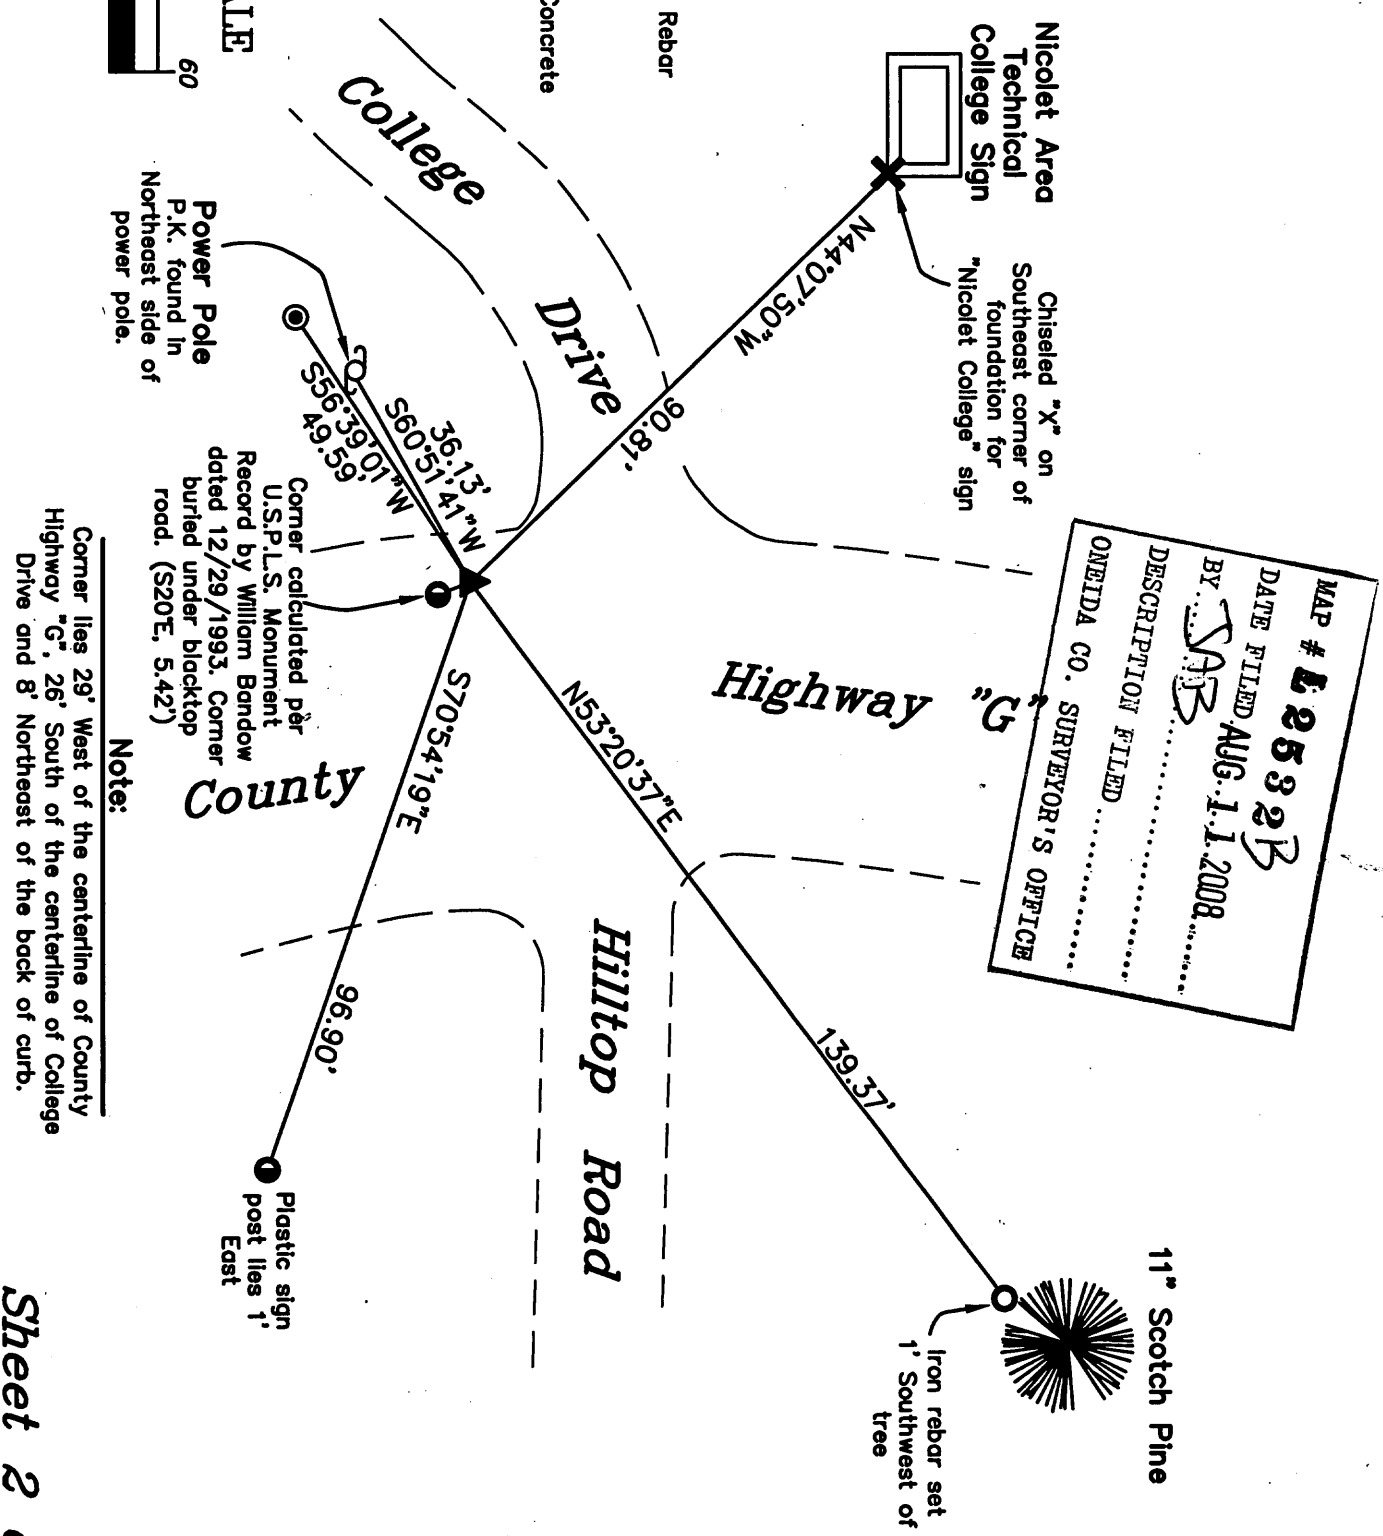 Nicolet Area
Technical
College Sign
Chiseled "X" on
Southeast corner of
foundation for
"Nicolet College" sign
MAP # L2532B
DATE FILED AUG. 11 2008
BY JAB
DESCRIPTION FILED
ONEIDA CO. SURVEYOR'S OFFICE
11" Scotch Pine
Iron rebar set
1' Southwest of
tree
Rebar
Concrete
N44°07'50"W
90.81'
College
Drive
Highway "G"
N53°20'37"E
139.37'
Hilltop Road
60
Power Pole
P.K. found in
Northeast side of
power pole.
36.13'
S60°51'41"W
S56°39'01"W
49.59'
Corner calculated per
U.S.P.L.S. Monument
Record by William Bandow
dated 12/29/1993. Corner
buried under blacktop
road. (S20°E, 5.42')
County
S70°54'19"E
96.90'
Plastic sign
post lies 1'
East
Note:
Corner lies 29' West of the centerline of County
Highway "G", 26' South of the centerline of College
Drive and 8' Northeast of the back of curb.
Sheet 2